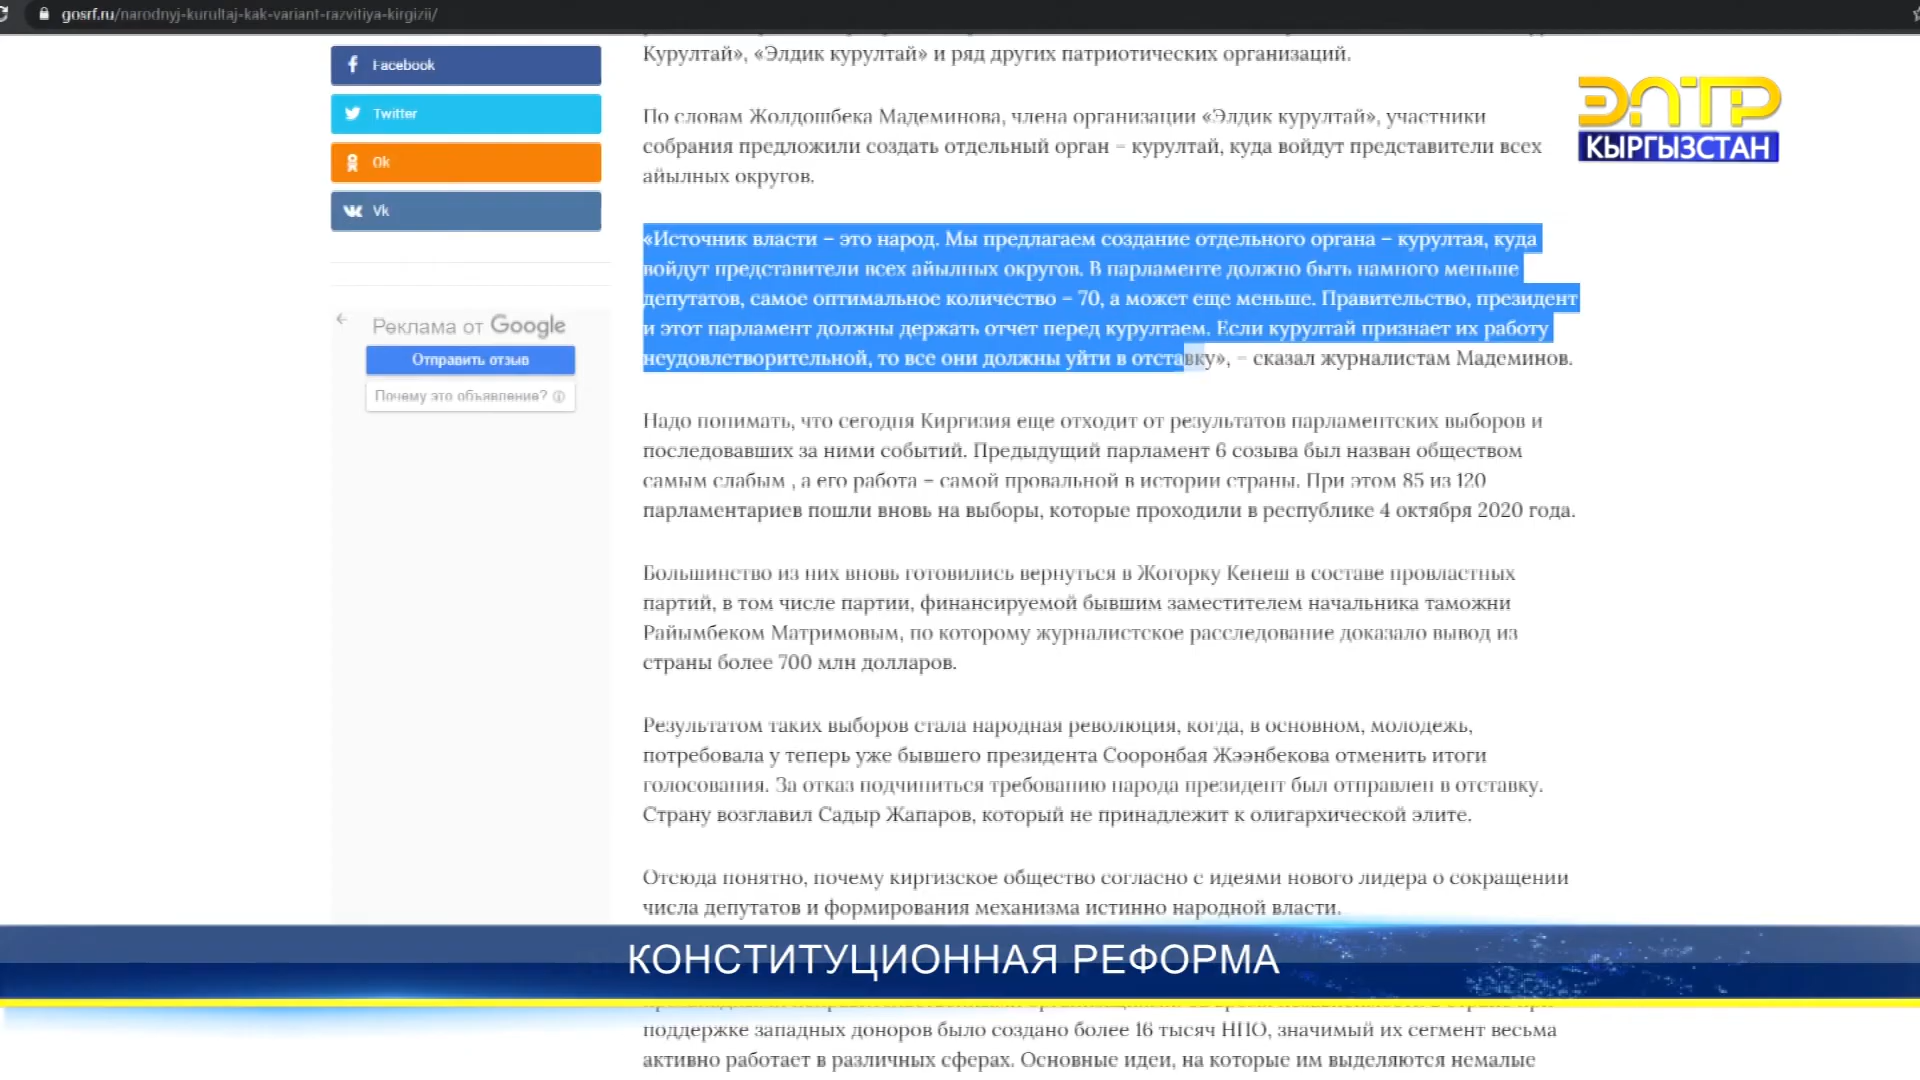 gosrf.ru/narodnyj-kurultaj-kak-variant-razvitiya-kirgizii/
Facebook
Twitter
Ok
Vk
Реклама от Google
Отправить отзыв
Почему это объявление?
Курултай», «Элдик курултай» и ряд других патриотических организаций.
По словам Жолдошбека Мадеминова, члена организации «Элдик курултай», участники
собрания предложили создать отдельный орган – курултай, куда войдут представители всех
айылных округов.
«Источник власти – это народ. Мы предлагаем создание отдельного органа – курултая, куда
войдут представители всех айылных округов. В парламенте должно быть намного меньше
депутатов, самое оптимальное количество – 70, а может еще меньше. Правительство, президент
и этот парламент должны держать отчет перед курултаем. Если курултай признает их работу
неудовлетворительной, то все они должны уйти в отставку», – сказал журналистам Мадеминов.
Надо понимать, что сегодня Киргизия еще отходит от результатов парламентских выборов и
последовавших за ними событий. Предыдущий парламент 6 созыва был назван обществом
самым слабым , а его работа – самой провальной в истории страны. При этом 85 из 120
парламентариев пошли вновь на выборы, которые проходили в республике 4 октября 2020 года.
Большинство из них вновь готовились вернуться в Жогорку Кенеш в составе провластных
партий, в том числе партии, финансируемой бывшим заместителем начальника таможни
Райымбеком Матримовым, по которому журналистское расследование доказало вывод из
страны более 700 млн долларов.
Результатом таких выборов стала народная революция, когда, в основном, молодежь,
потребовала у теперь уже бывшего президента Сооронбая Жээнбекова отменить итоги
голосования. За отказ подчиниться требованию народа президент был отправлен в отставку.
Страну возглавил Садыр Жапаров, который не принадлежит к олигархической элите.
Отсюда понятно, почему киргизское общество согласно с идеями нового лидера о сокращении
числа депутатов и формирования механизма истинно народной власти.
поддержке западных доноров было создано более 16 тысяч НПО, значимый их сегмент весьма
активно работает в различных сферах. Основные идеи, на которые им выделяются немалые
ЭЛТР
КЫРГЫЗСТАН
КОНСТИТУЦИОННАЯ РЕФОРМА